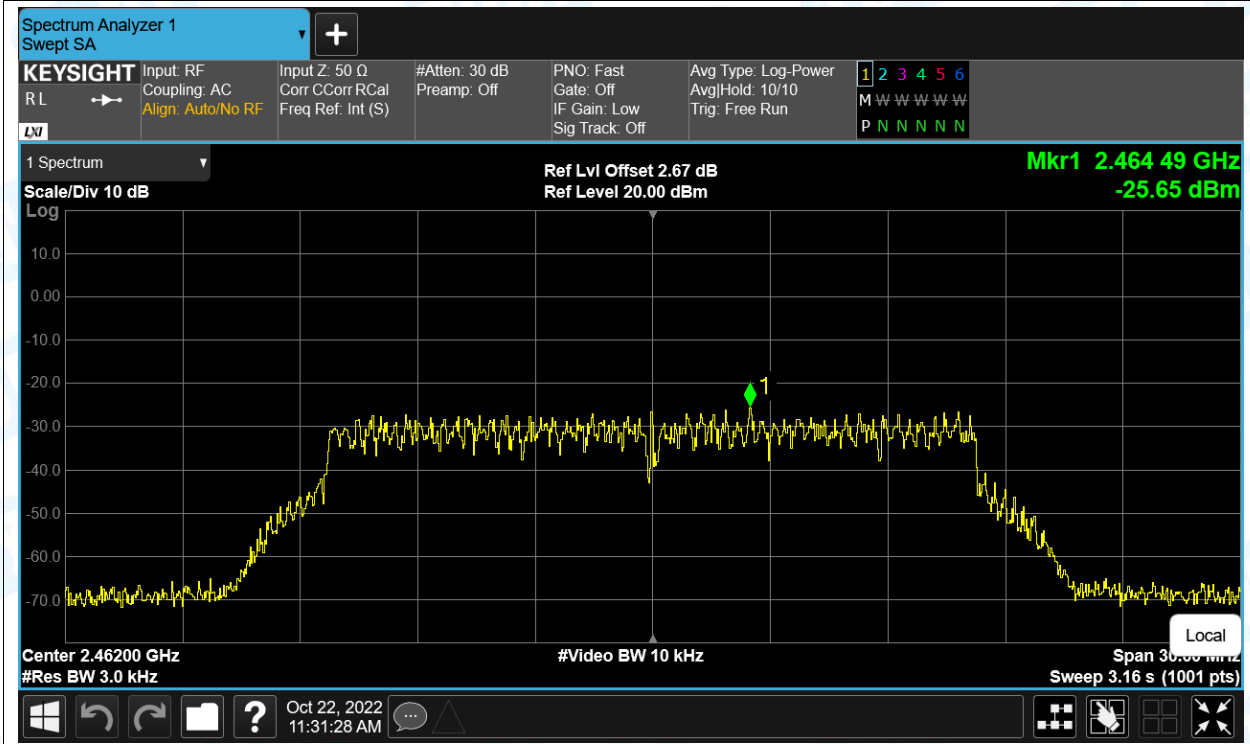 Spectrum Analyzer 1
Swept SA
KEYSIGHT
R L
LXI
Input: RF
Coupling: AC
Align: Auto/No RF
Input Z: 50 Ω
Corr CCorr RCal
Freq Ref: Int (S)
#Atten: 30 dB
Preamp: Off
PNO: Fast
Gate: Off
IF Gain: Low
Sig Track: Off
Avg Type: Log-Power
Avg|Hold: 10/10
Trig: Free Run
1 2 3 4 5 6
M W W W W W
P N N N N N
1 Spectrum
Scale/Div 10 dB
Log
Ref Lvl Offset 2.67 dB
Ref Level 20.00 dBm
Mkr1 2.464 49 GHz
-25.65 dBm
10.0
0.00
-10.0
-20.0
-30.0
-40.0
-50.0
-60.0
-70.0
1
Local
Center 2.46200 GHz
#Res BW 3.0 kHz
#Video BW 10 kHz
Span 30.00 MHz
Sweep 3.16 s (1001 pts)
?
Oct 22, 2022
11:31:28 AM